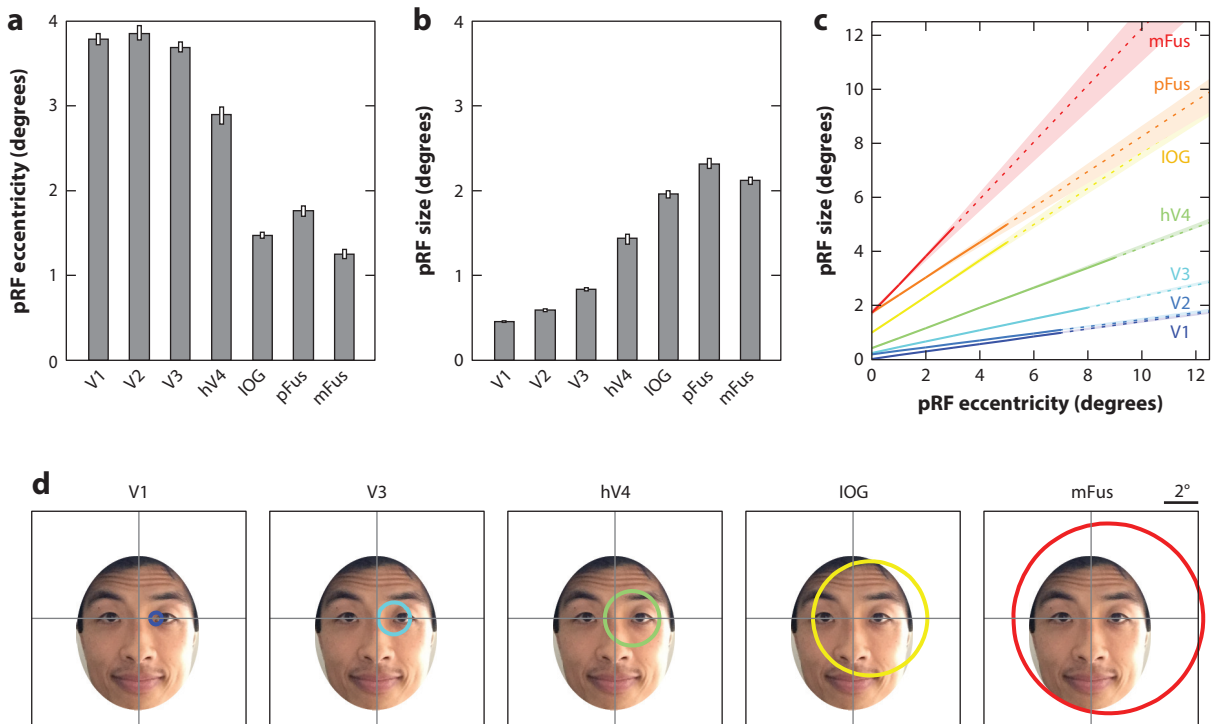 a
pRF eccentricity (degrees)
4
3
2
1
0
V1
V2
V3
hV4
IOG
pFus
mFus
b
pRF size (degrees)
4
3
2
1
0
V1
V2
V3
hV4
IOG
pFus
mFus
c
pRF size (degrees)
12
10
8
6
4
2
0
0 2 4 6 8 10 12
pRF eccentricity (degrees)
mFus
pFus
IOG
hV4
V3
V2
V1
d
V1 V3 hV4 IOG mFus 2°